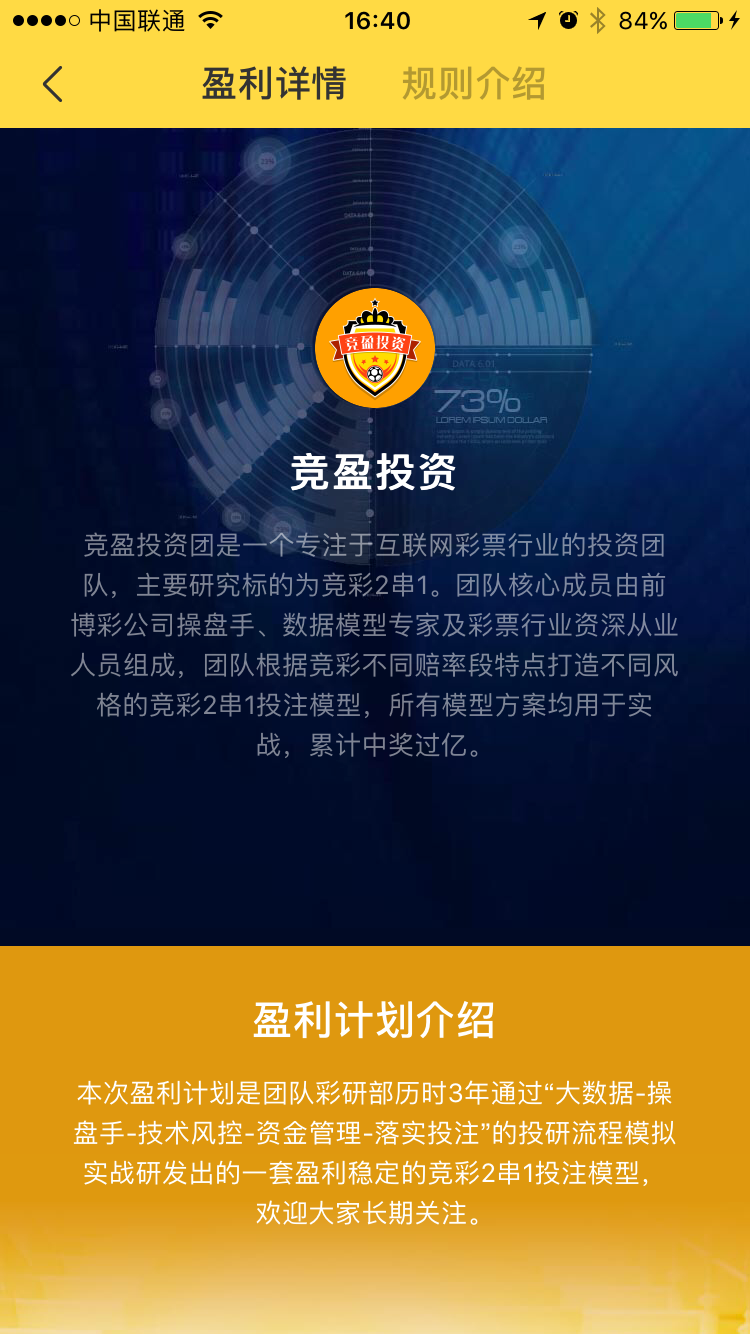 中国联通
16:40
84%
盈利详情
规则介绍
23%
23%
DATA 6.01
竞盈投资
DATA 6.01
73%
LOREM IPSUM DOLLAR
竞盈投资
竞盈投资团是一个专注于互联网彩票行业的投资团
队，主要研究标的为竞彩2串1。团队核心成员由前
博彩公司操盘手、数据模型专家及彩票行业资深从业
人员组成，团队根据竞彩不同赔率段特点打造不同风
格的竞彩2串1投注模型，所有模型方案均用于实
战，累计中奖过亿。
盈利计划介绍
本次盈利计划是团队彩研部历时3年通过“大数据-操
盘手-技术风控-资金管理-落实投注”的投研流程模拟
实战研发出的一套盈利稳定的竞彩2串1投注模型，
欢迎大家长期关注。